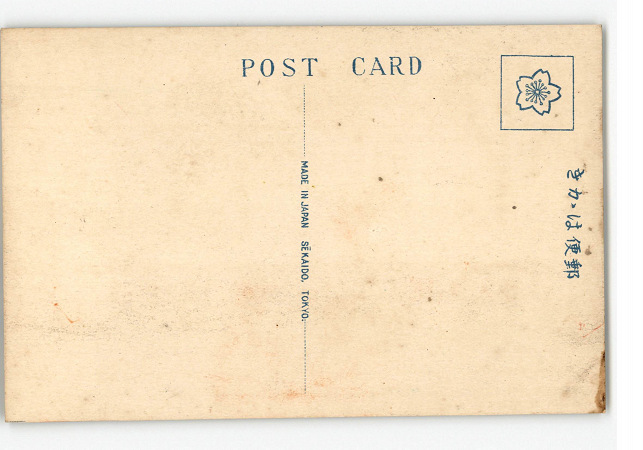 POST CARD
MADE IN JAPAN SĒKAIDO, TOKYO.
きがは便郵